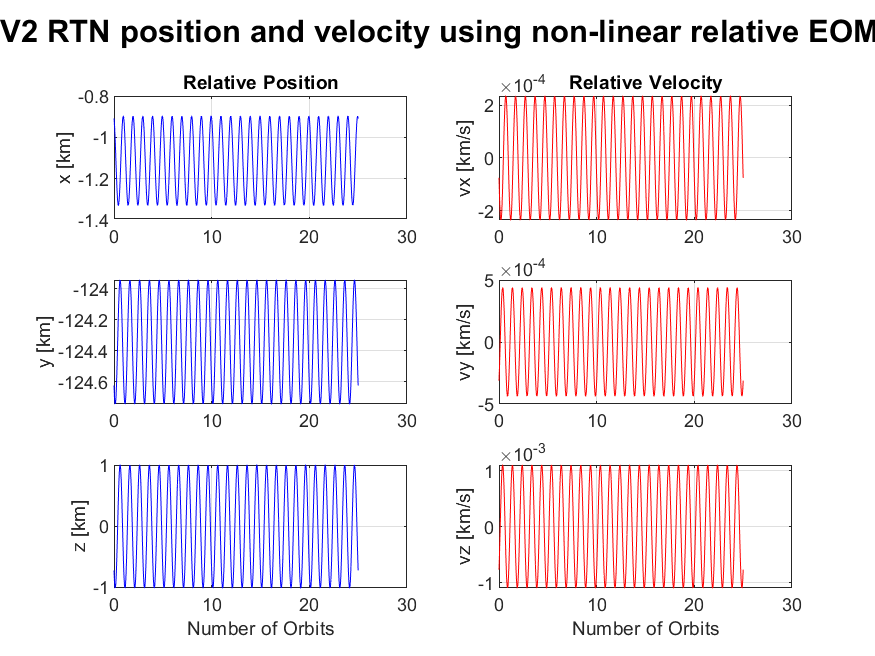 V2 RTN position and velocity using non-linear relative EOM
Relative Position
-0.8
-1
-1.2
-1.4
x [km]
0 10 20 30
Relative Velocity
×10-4
2
0
-2
vx [km/s]
0 10 20 30
-124
-124.2
-124.4
-124.6
y [km]
0 10 20 30
×10-4
5
0
-5
vy [km/s]
0 10 20 30
1
0
-1
z [km]
0 10 20 30
Number of Orbits
×10-3
1
0
-1
vz [km/s]
0 10 20 30
Number of Orbits